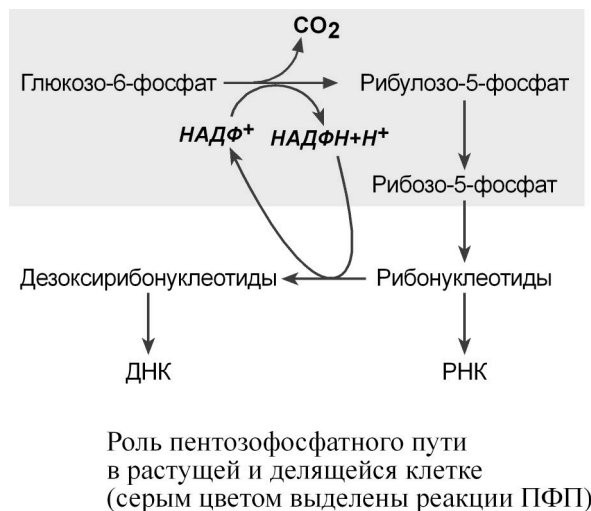 CO2
Глюкозо-6-фосфат
Рибулозо-5-фосфат
НАДФ+
НАДФН+Н+
Рибозо-5-фосфат
Дезоксирибонуклеотиды
Рибонуклеотиды
ДНК
РНК
Роль пентозофосфатного пути
в растущей и делящейся клетке
(серым цветом выделены реакции ПФП)